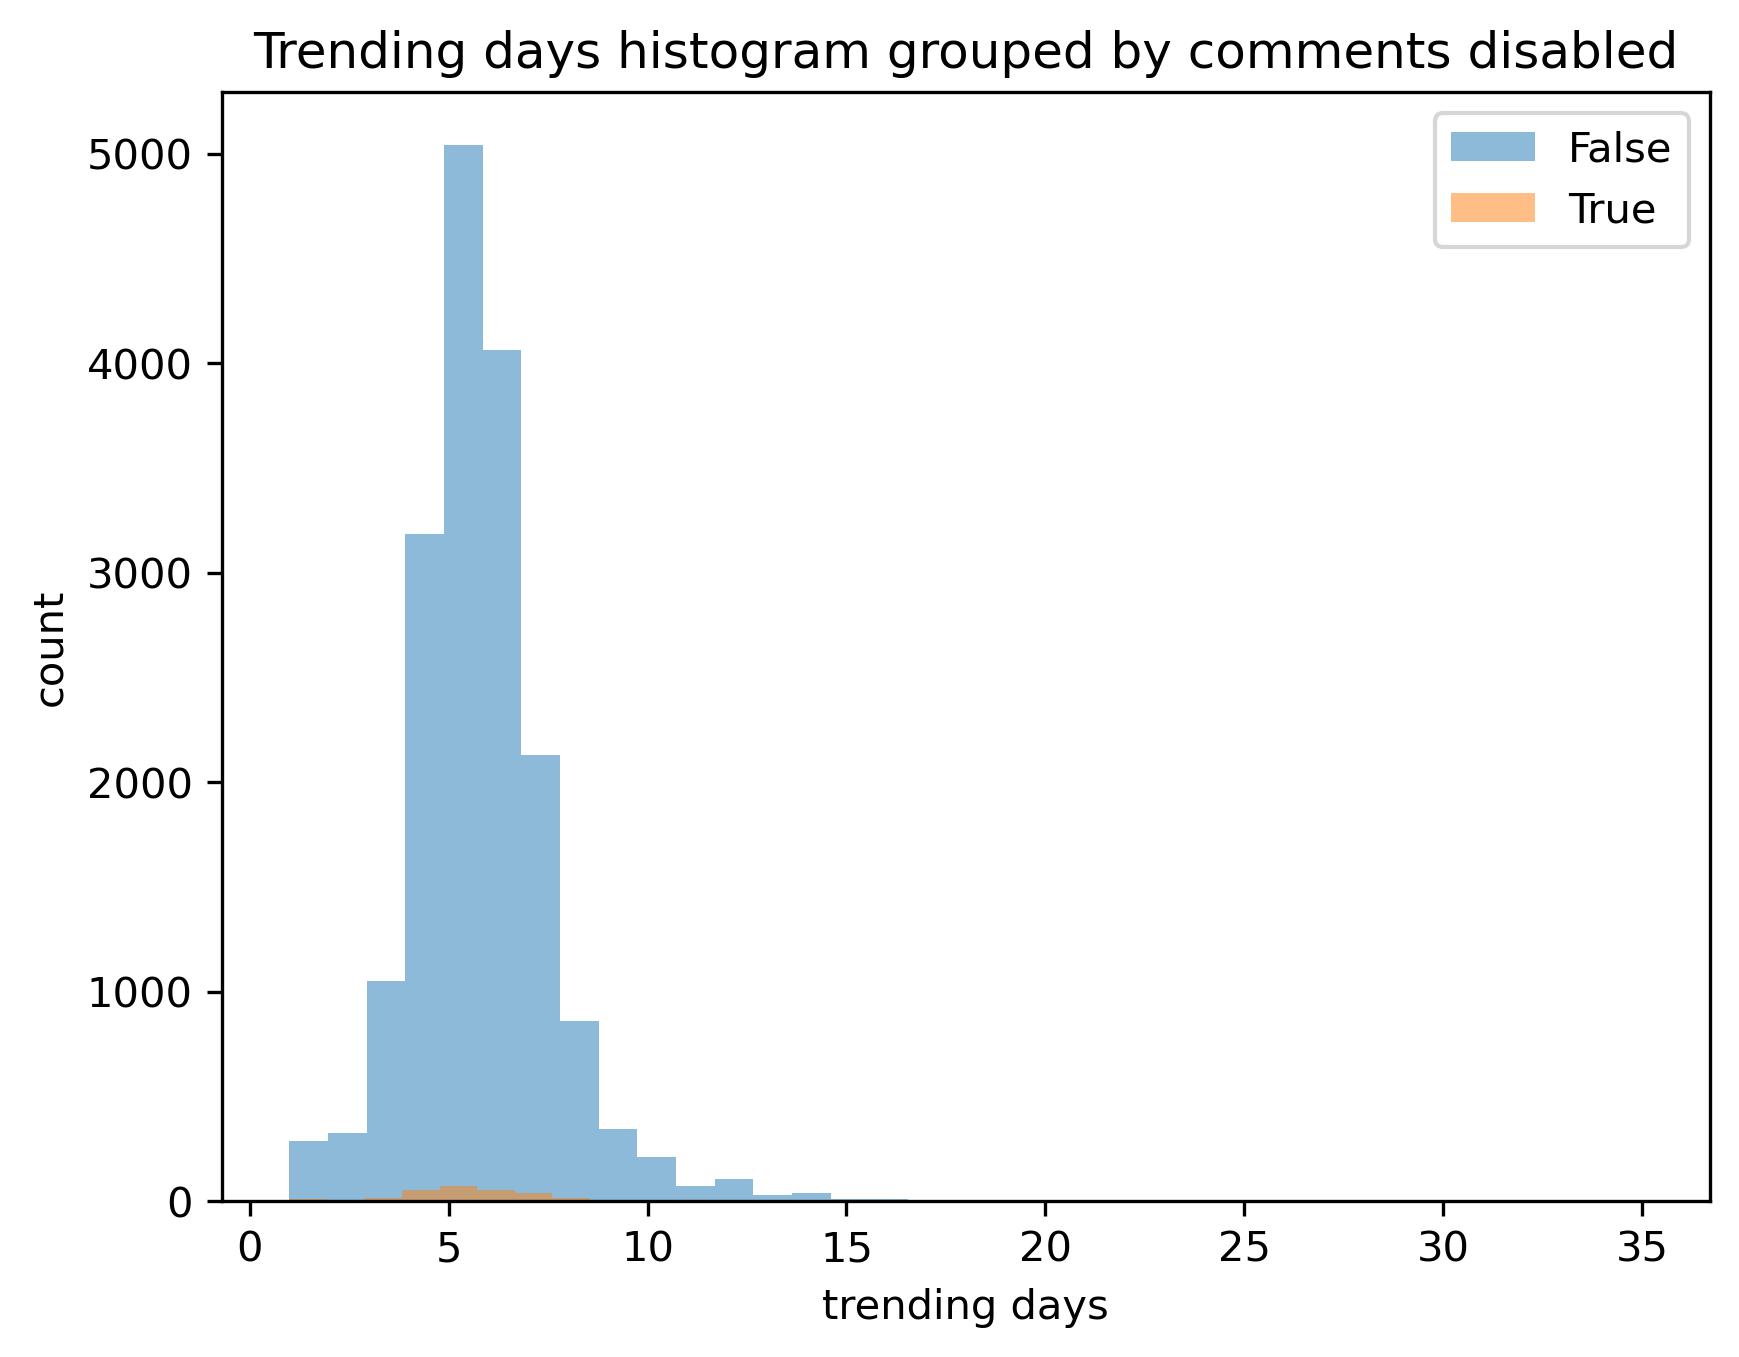 Trending days histogram grouped by comments disabled
False
True
5000
4000
3000
2000
1000
0
count
0 5 10 15 20 25 30 35
trending days